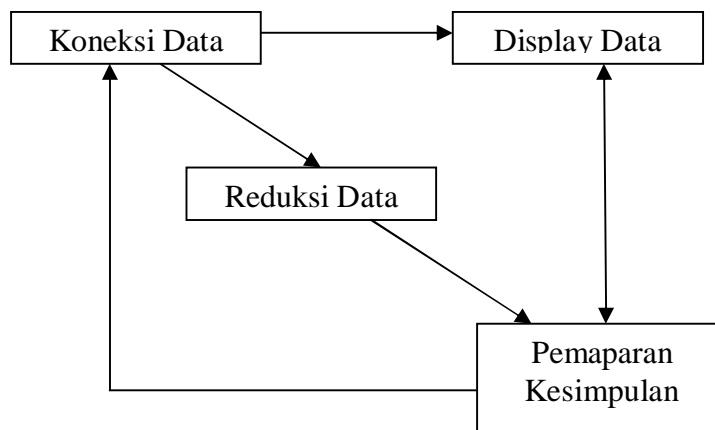 Koneksi Data
Display Data
Reduksi Data
Pemaparan
Kesimpulan